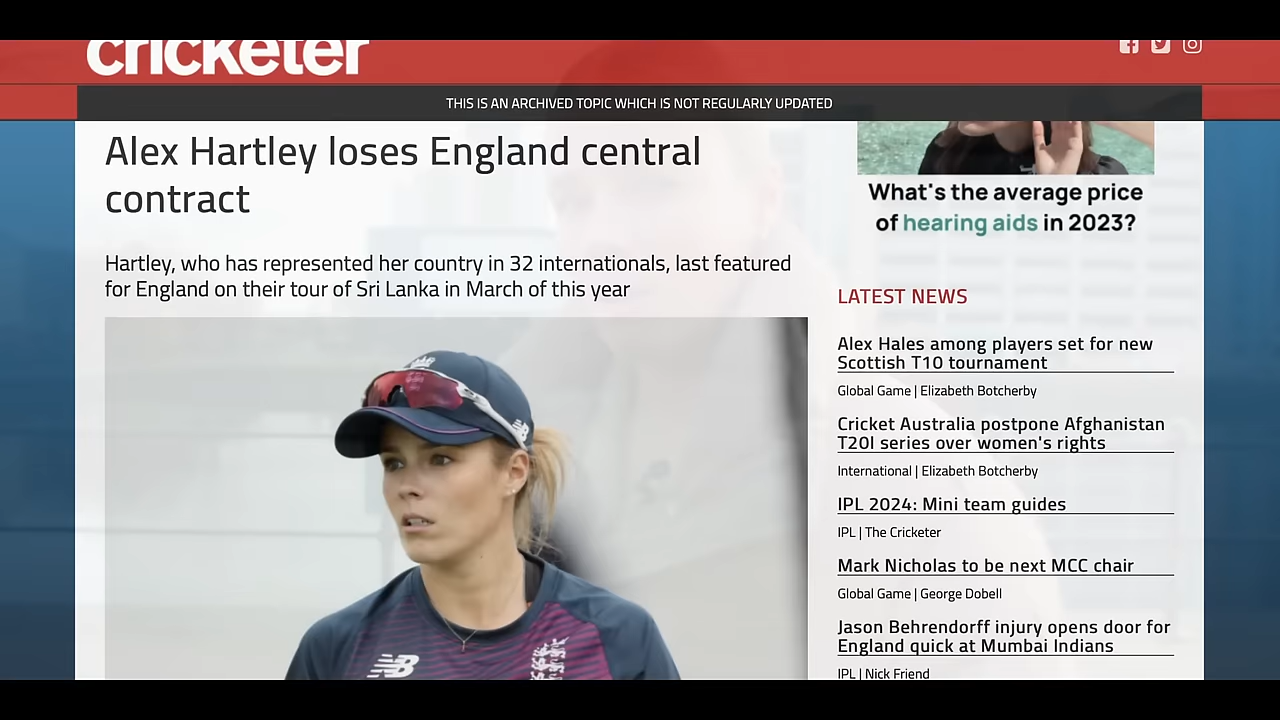 cricketer
THIS IS AN ARCHIVED TOPIC WHICH IS NOT REGULARLY UPDATED
Alex Hartley loses England central
contract
Hartley, who has represented her country in 32 internationals, last featured
for England on their tour of Sri Lanka in March of this year
What's the average price
of hearing aids in 2023?
LATEST NEWS
Alex Hales among players set for new
Scottish T10 tournament
Global Game | Elizabeth Botcherby
Cricket Australia postpone Afghanistan
T20I series over women's rights
International | Elizabeth Botcherby
IPL 2024: Mini team guides
IPL | The Cricketer
Mark Nicholas to be next MCC chair
Global Game | George Dobell
Jason Behrendorff injury opens door for
England quick at Mumbai Indians
IPL | Nick Friend